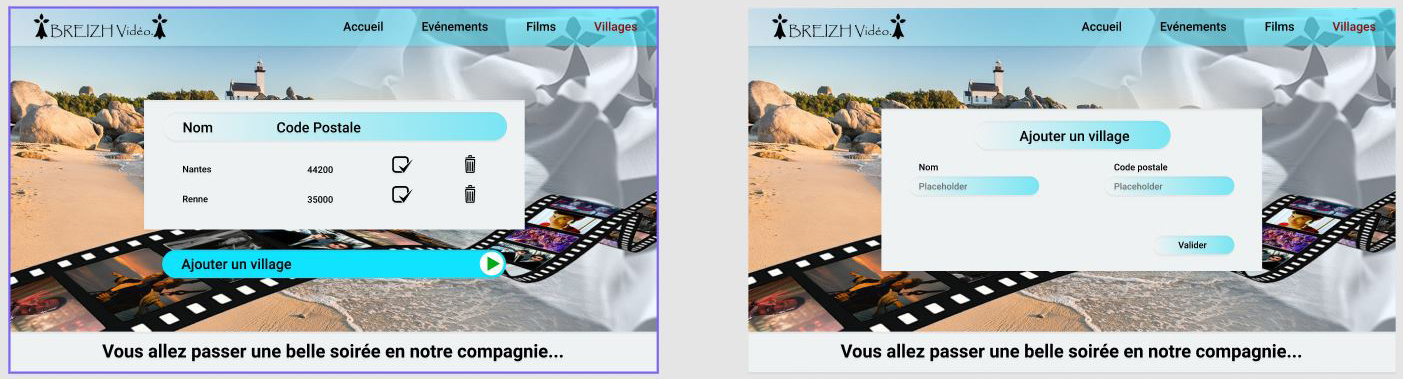 BREIZH Vidéo.
Accueil Evénements Films Villages
Nom Code Postale
Nantes 44200
Renne 35000
Ajouter un village
Vous allez passer une belle soirée en notre compagnie...
BREIZH Vidéo.
Accueil Evénements Films Villages
Ajouter un village
Nom Code postale
Placeholder Placeholder
Valider
Vous allez passer une belle soirée en notre compagnie...